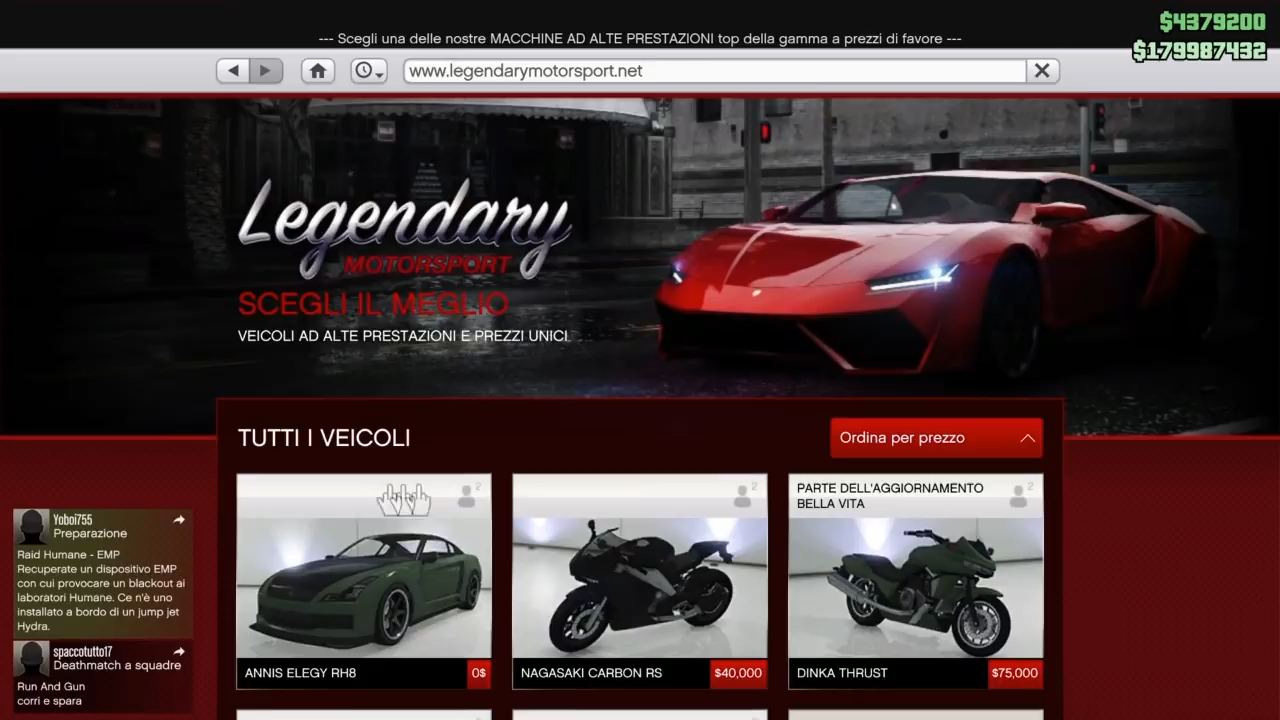 $4379200
--- Scegli una delle nostre MACCHINE AD ALTE PRESTAZIONI top della gamma a prezzi di favore ---
$179987432
www.legendarymotorsport.net
Legendary
MOTORSPORT
SCEGLI IL MEGLIO
VEICOLI AD ALTE PRESTAZIONI E PREZZI UNICI
TUTTI I VEICOLI
Ordina per prezzo
2
2
PARTE DELL'AGGIORNAMENTO
BELLA VITA
2
ANNIS ELEGY RH8
0$
NAGASAKI CARBON RS
$40,000
DINKA THRUST
$75,000
Yoboi755
Preparazione
Raid Humane - EMP
Recuperate un dispositivo EMP
con cui provocare un blackout ai
laboratori Humane. Ce n'è uno
installato a bordo di un jump jet
Hydra.
spaccotutto17
Deathmatch a squadre
Run And Gun
corri e spara